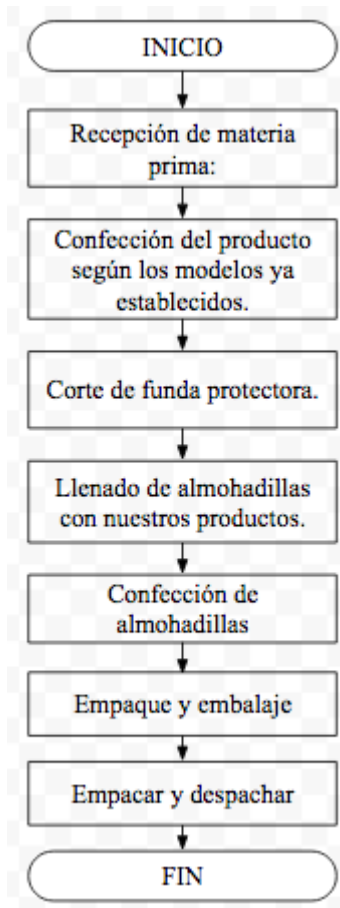 INICIO
Recepción de materia
prima:
Confección del producto
según los modelos ya
establecidos.
Corte de funda protectora.
Llenado de almohadillas
con nuestros productos.
Confección de
almohadillas
Empaque y embalaje
Empacar y despachar
FIN